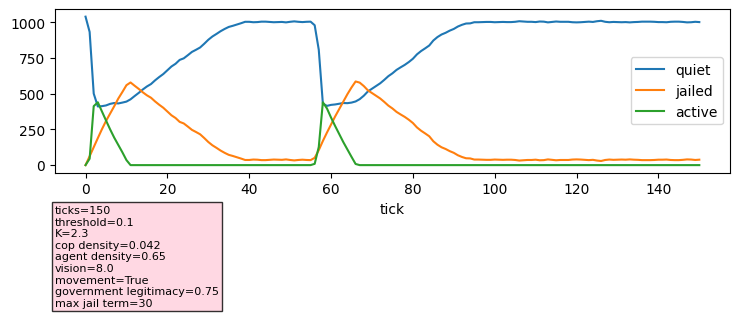 1000
750
500
250
0
0
20
40
60
80
100
120
140
tick
quiet
jailed
active
ticks=150
threshold=0.1
K=2.3
cop density=0.042
agent density=0.65
vision=8.0
movement=True
government legitimacy=0.75
max jail term=30